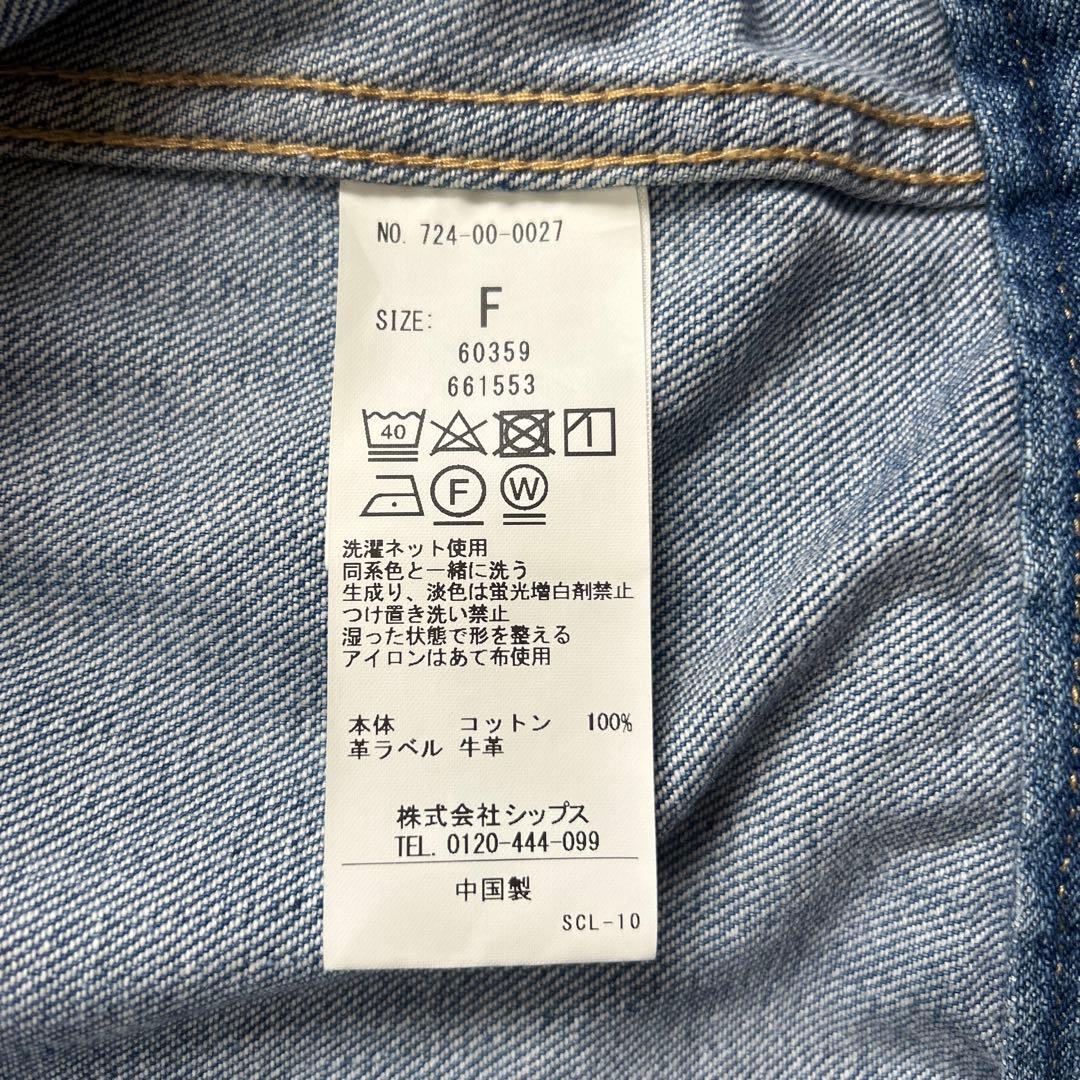 NO. 724-00-0027
SIZE: F
60359
661553
40
F W
洗濯ネット使用
同系色と一緒に洗う
生成り、淡色は蛍光増白剤禁止
つけ置き洗い禁止
湿った状態で形を整える
アイロンはあて布使用
本体 コットン 100%
革ラベル 牛革
株式会社シップス
TEL. 0120-444-099
中国製
SCL-10